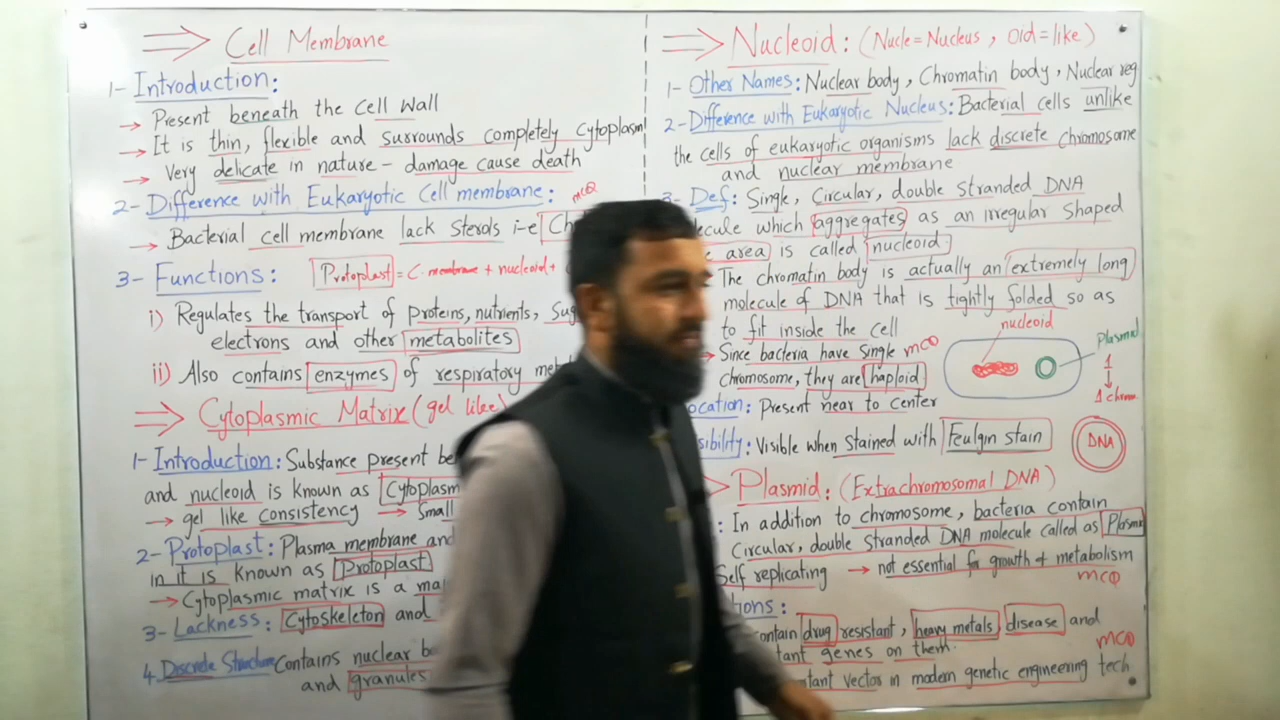 ⇒ Cell Membrane
1- Introduction:
→ Present beneath the cell wall
→ It is thin, flexible and surrounds completely cytoplasm
→ Very delicate in nature - damage cause death
2- Difference with Eukaryotic Cell membrane: MCQ
→ Bacterial cell membrane lack sterols i-e
3- Functions: Protoplast = C. membrane + nucleoid +
i) Regulates the transport of proteins, nutrients,
electrons and other metabolites
ii) Also contains enzymes of respiratory
⇒ Cytoplasmic Matrix (gel like)
1- Introduction: Substance present
and nucleoid is known as
→ gel like consistency → Small
2- Protoplast: Plasma membrane and
in it is known as Protoplast
→ Cytoplasmic matrix is a
3- Lackness: Cytoskeleton and
4. Discrete Structure Contains nuclear
and granules
⇒ Nucleoid: (Nucle = Nucleus, Oid = like)
1- Other Names: Nuclear body, Chromatin body, Nuclear reg
2- Difference with Eukaryotic Nucleus: Bacterial cells unlike
the cells of eukaryotic organisms lack discrete chromosome
and nuclear membrane
3- Def: Single, Circular, double stranded DNA
which aggregates as an irregular shaped
area is called nucleoid.
The chromatin body is actually an extremely long
molecule of DNA that is tightly folded so as
to fit inside the cell
→ Since bacteria have single MCQ
chromosome, they are haploid
nucleoid
Plasmid
1
1 chrom
ocation: Present near to center
sibility: Visible when stained with Feulgin stain
DNA
Plasmid: (Extrachromosomal DNA)
: In addition to chromosome, bacteria contain
Circular, double stranded DNA molecule called as Plasmi
Self replicating → not essential for growth & metabolism
MCQ
ions:
ontain drug resistant, heavy metals, disease and
tant genes on them. MCQ
rtant vector in modern genetic engineering tech